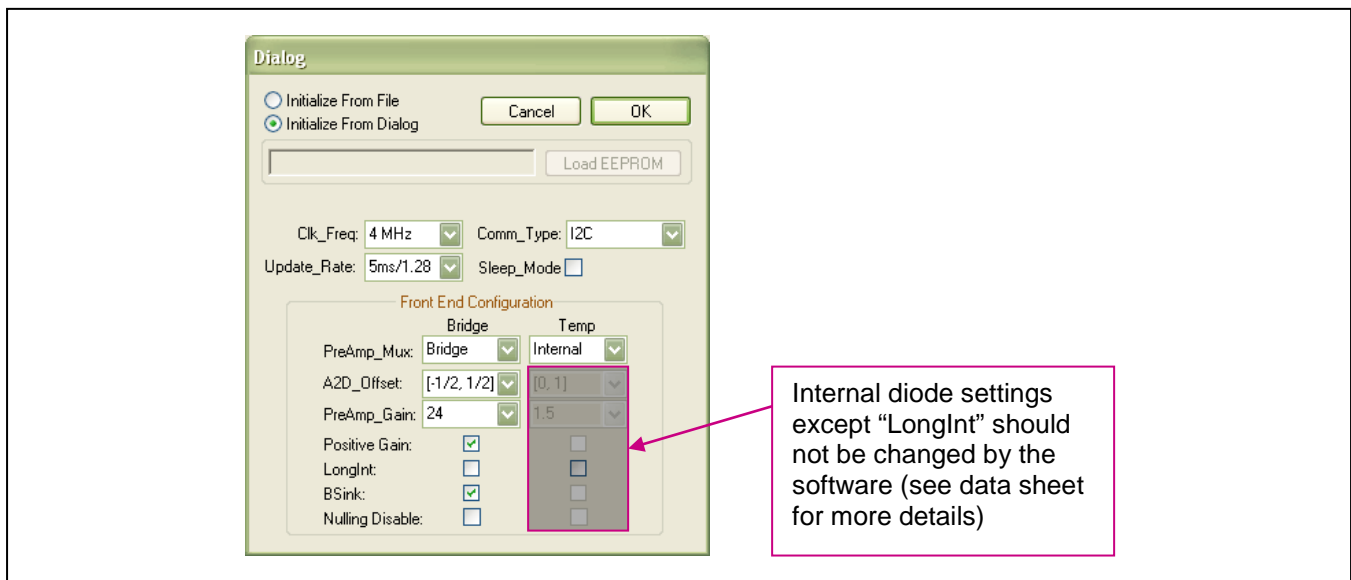 Dialog
Initialize From File
Initialize From Dialog
Cancel
OK
Load EEPROM
Clk_Freq: 4 MHz
Comm_Type: I2C
Update_Rate: 5ms/1.28
Sleep_Mode
Front End Configuration
Bridge
Temp
PreAmp_Mux: Bridge Internal
A2D_Offset: [-1/2, 1/2] [0, 1]
PreAmp_Gain: 24 1.5
Positive Gain:
LongInt:
BSink:
Nulling Disable:
Internal diode settings
except “LongInt” should
not be changed by the
software (see data sheet
for more details)